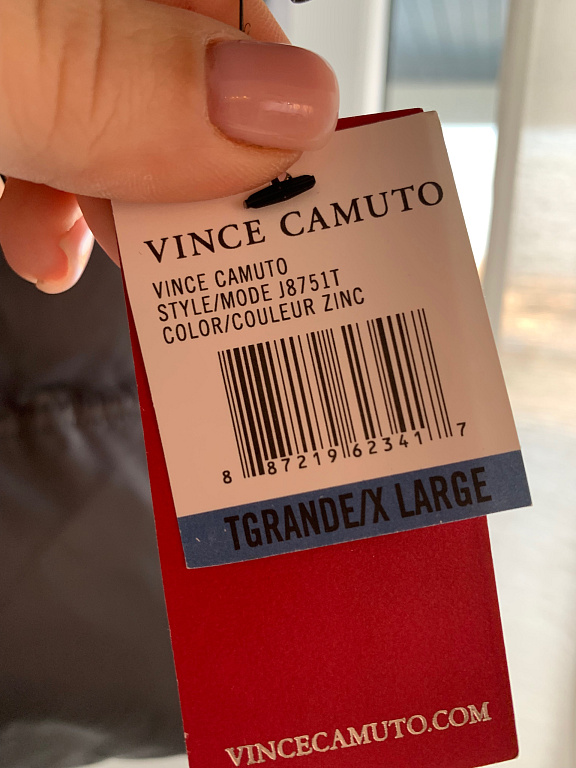 VINCE CAMUTO
VINCE CAMUTO
STYLE/MODE J8751T
COLOR/COULEUR ZINC
8 87219 62341 7
TGRANDE/X LARGE
VINCECAMUTO.COM